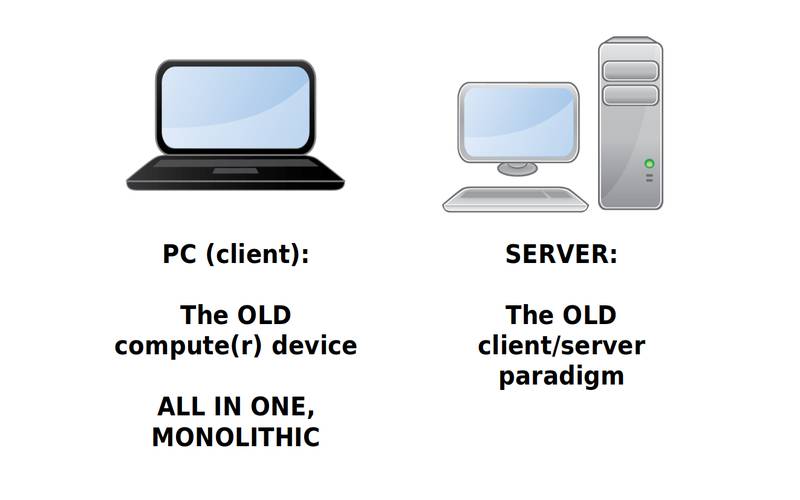 PC (client):
The OLD
compute(r) device
ALL IN ONE,
MONOLITHIC
SERVER:
The OLD
client/server
paradigm